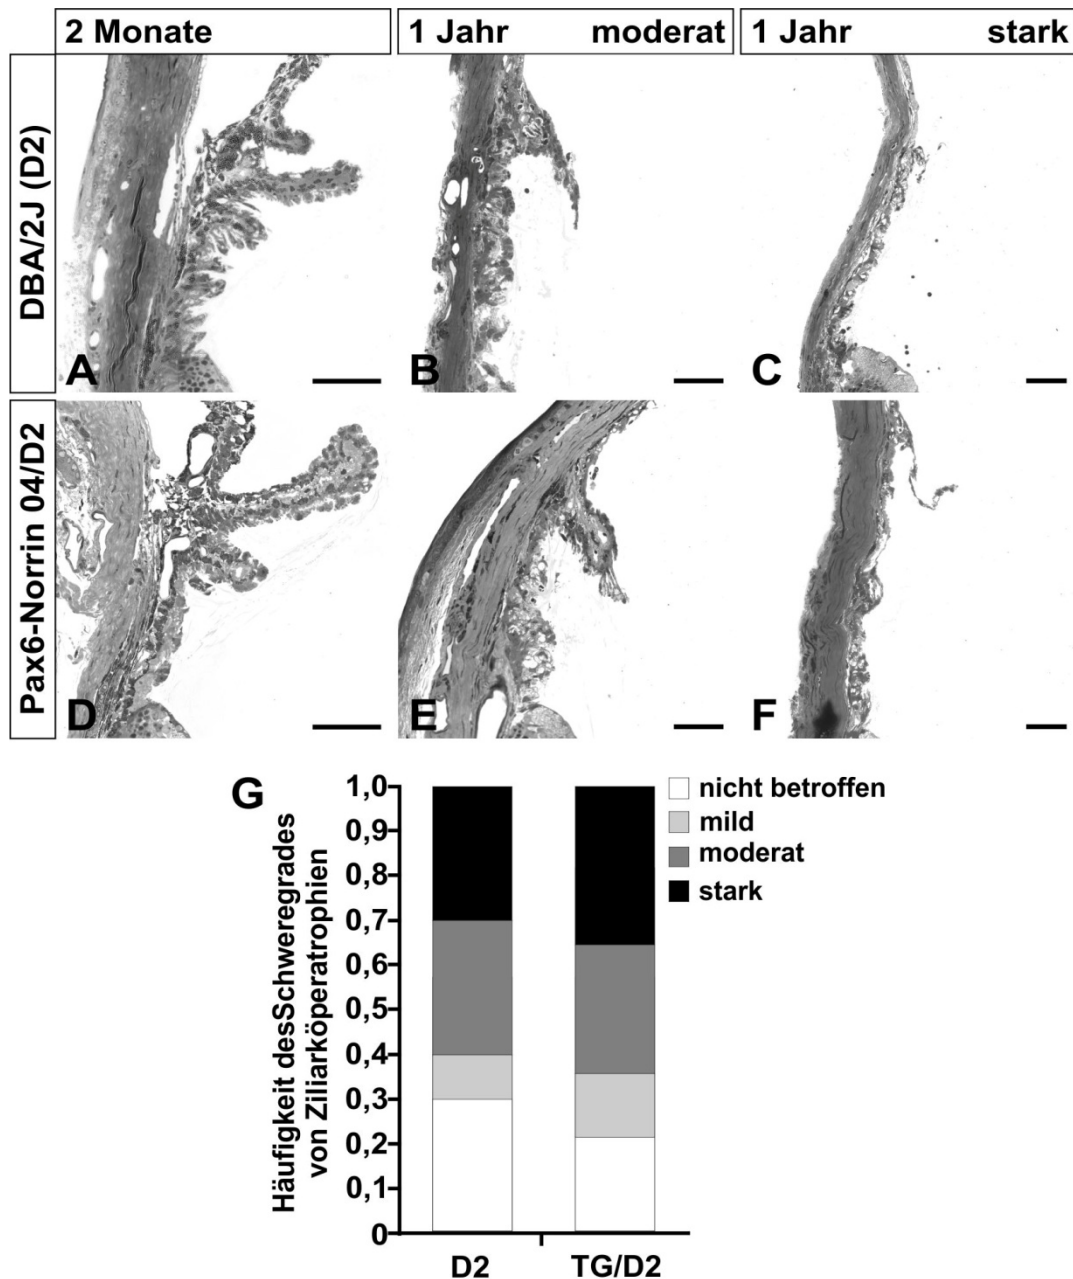 2 Monate
1 Jahr moderat
1 Jahr stark
DBA/2J (D2)
A
B
C
Pax6-Norrin 04/D2
D
E
F
G
Häufigkeit desSchweregrades
von Ziliarköperatrophien
1,0
0,9
0,8
0,7
0,6
0,5
0,4
0,3
0,2
0,1
0
D2
TG/D2
nicht betroffen
mild
moderat
stark